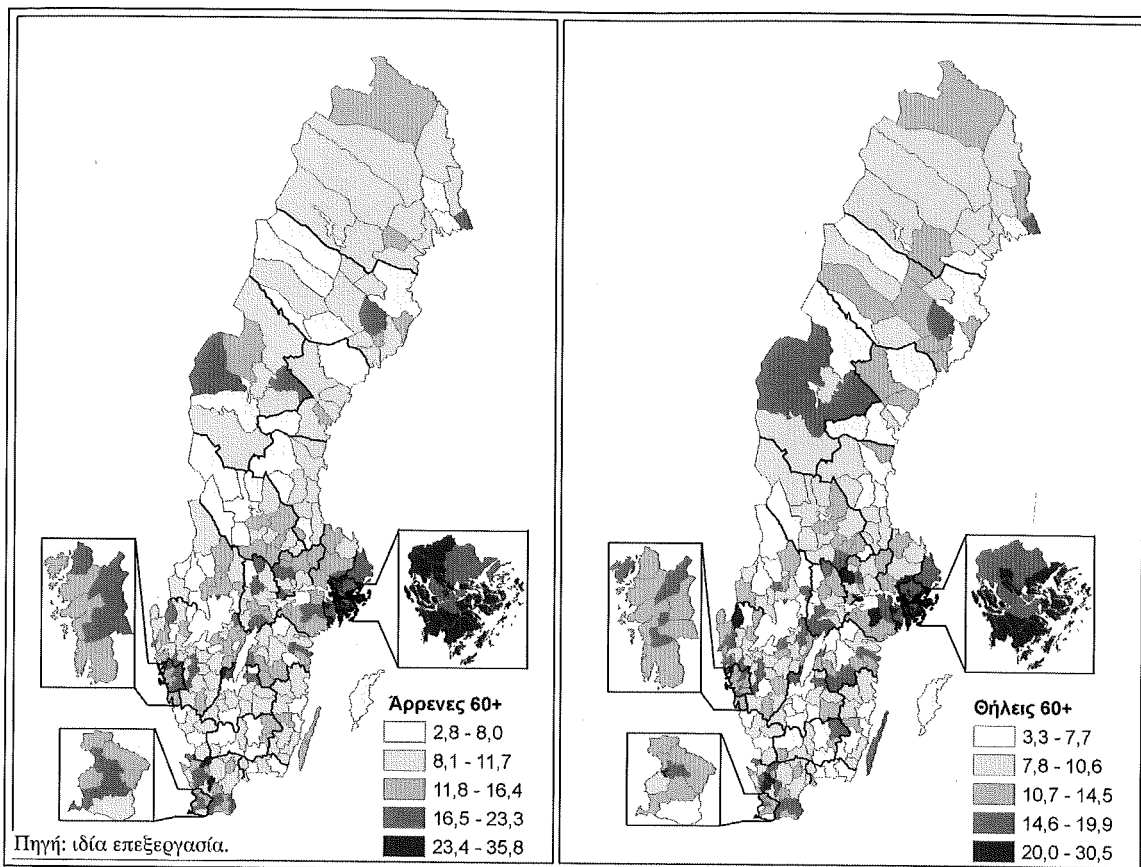 Άρρενες 60+
2,8 - 8,0
8,1 - 11,7
11,8 - 16,4
16,5 - 23,3
23,4 - 35,8
Πηγή: ιδία επεξεργασία.
Θήλεις 60+
3,3 - 7,7
7,8 - 10,6
10,7 - 14,5
14,6 - 19,9
20,0 - 30,5